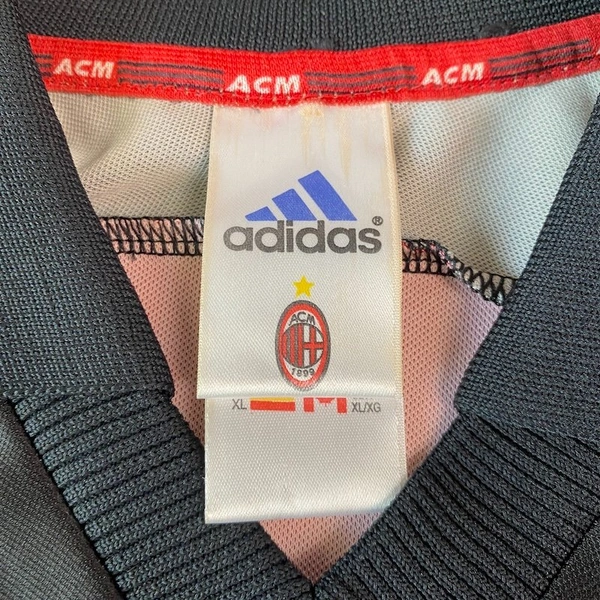 ACM ACM ACM
adidas®
ACM
1899
XL XL/XG